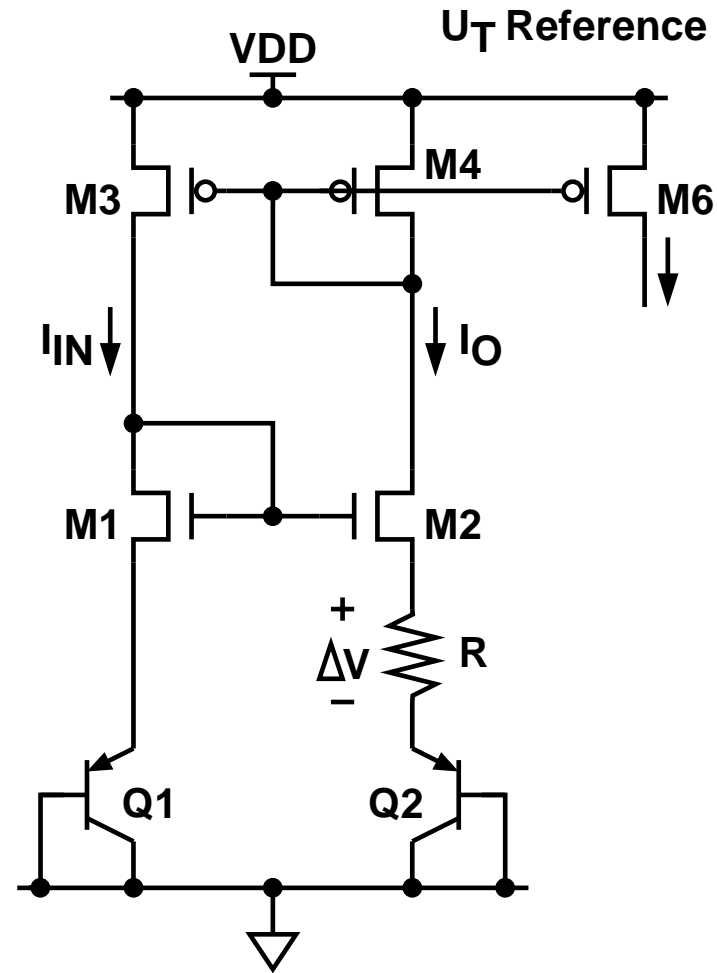 U_T Reference
VDD
M3
M4
M6
I_IN
I_O
M1
M2
+
ΔV
−
R
Q1
Q2